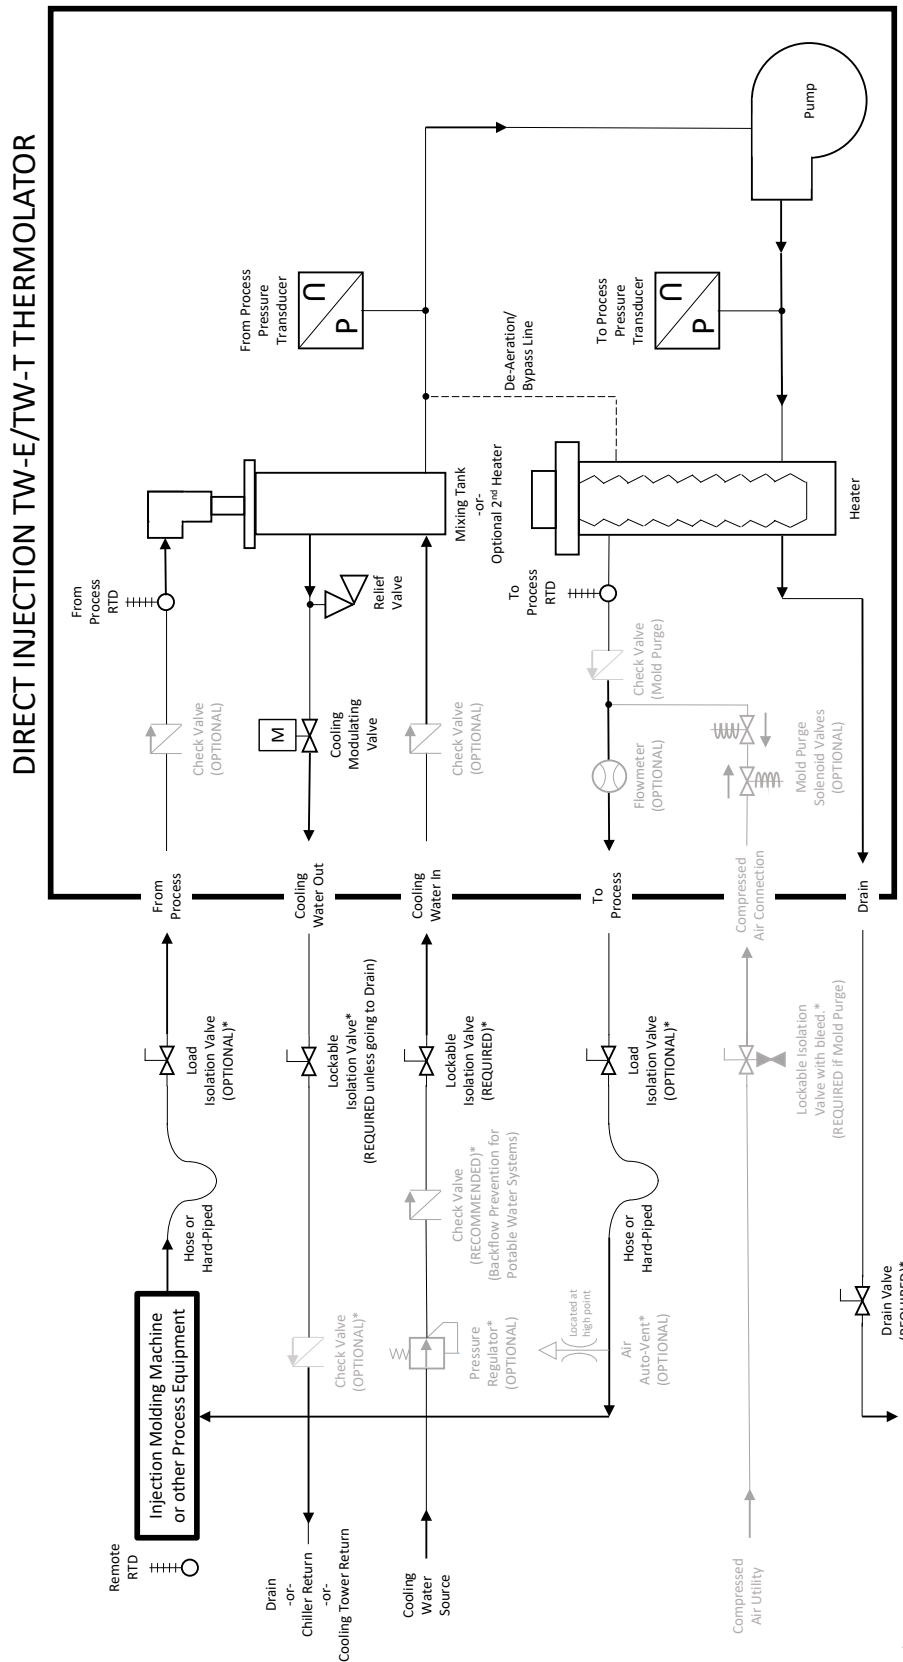 DIRECT INJECTION TW-E/TW-T THERMOLATOR
Remote
RTD
Injection Molding Machine
or other Process Equipment
Hose or
Hard-Piped
Load
Isolation Valve
(OPTIONAL)*
From
Process
Check Valve
(OPTIONAL)
From
Process
RTD
Drain
-or-
Chiller Return
-or-
Cooling Tower Return
Check Valve
(OPTIONAL)*
Lockable
Isolation Valve*
(REQUIRED unless going to Drain)
Cooling
Water Out
M
Cooling
Modulating
Valve
Relief
Valve
From Process
Pressure
Transducer
P
U
Cooling
Water
Source
Pressure
Regulator*
(OPTIONAL)
Check Valve
(RECOMMENDED)*
(Backflow Prevention for
Potable Water Systems)
Lockable
Isolation Valve
(REQUIRED)*
Cooling
Water In
Check Valve
(OPTIONAL)
Mixing Tank
-or-
Optional 2nd Heater
De-Aeration/
Bypass Line
Located at
high point
Air
Auto-Vent*
(OPTIONAL)
Hose or
Hard-Piped
Load
Isolation Valve
(OPTIONAL)*
To
Process
Flowmeter
(OPTIONAL)
Check Valve
(Mold Purge)
To
Process
RTD
To Process
Pressure
Transducer
P
U
Pump
Compressed
Air Utility
Lockable Isolation
Valve with bleed.*
(REQUIRED if Mold Purge)
Compressed
Air Connection
Mold Purge
Solenoid Valves
(OPTIONAL)
Heater
Drain Valve
(REQUIRED)*
Drain